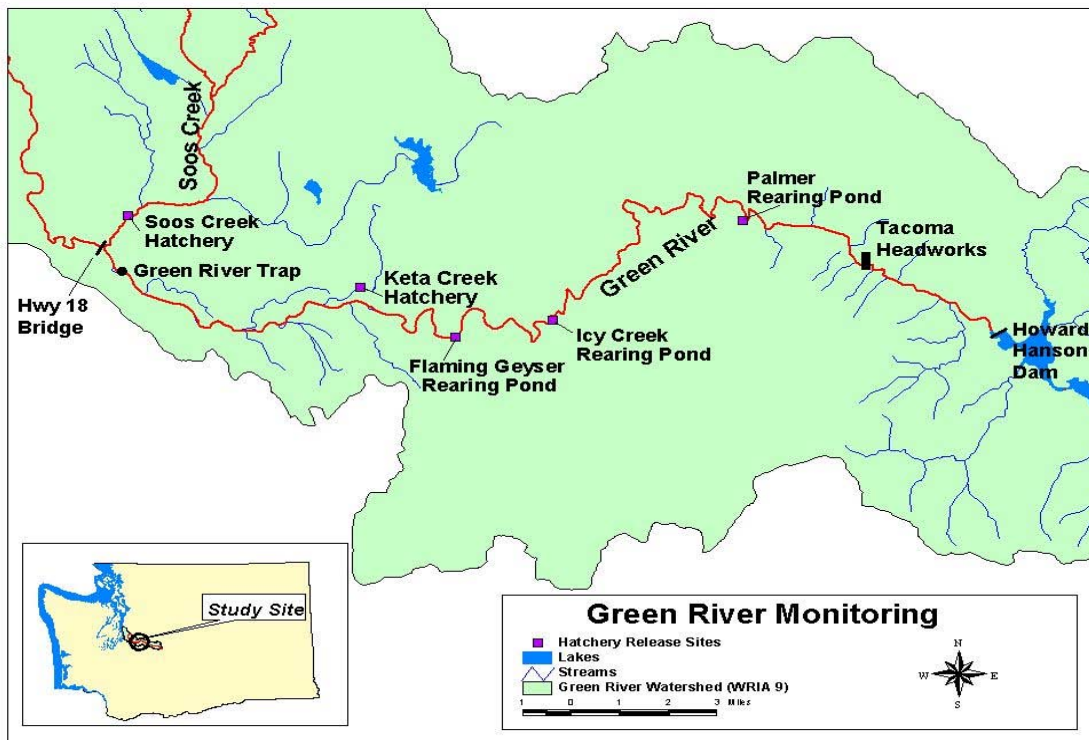 Soos Creek
Soos Creek
Hatchery
Green River Trap
Hwy 18
Bridge
Keta Creek
Hatchery
Flaming Geyser
Rearing Pond
Icy Creek
Rearing Pond
Green River
Palmer
Rearing Pond
Tacoma
Headworks
Howard
Hanson
Dam
Study Site
Green River Monitoring
Hatchery Release Sites
Lakes
Streams
Green River Watershed (WRIA 9)
1 0 1 2 3 Miles
N
W E
S